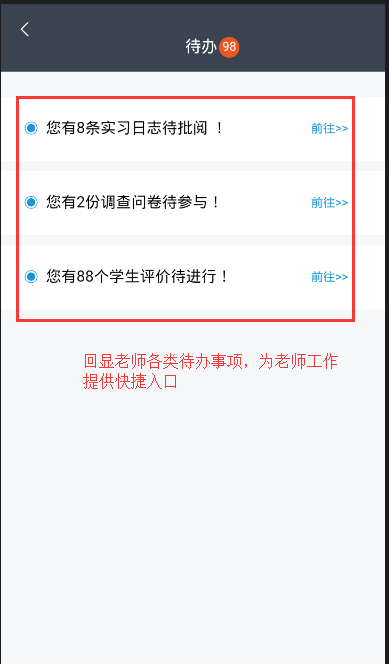 待办 98
您有8条实习日志待批阅 ！ 前往>>
您有2份调查问卷待参与！ 前往>>
您有88个学生评价待进行！ 前往>>
回显老师各类待办事项，为老师工作
提供快捷入口